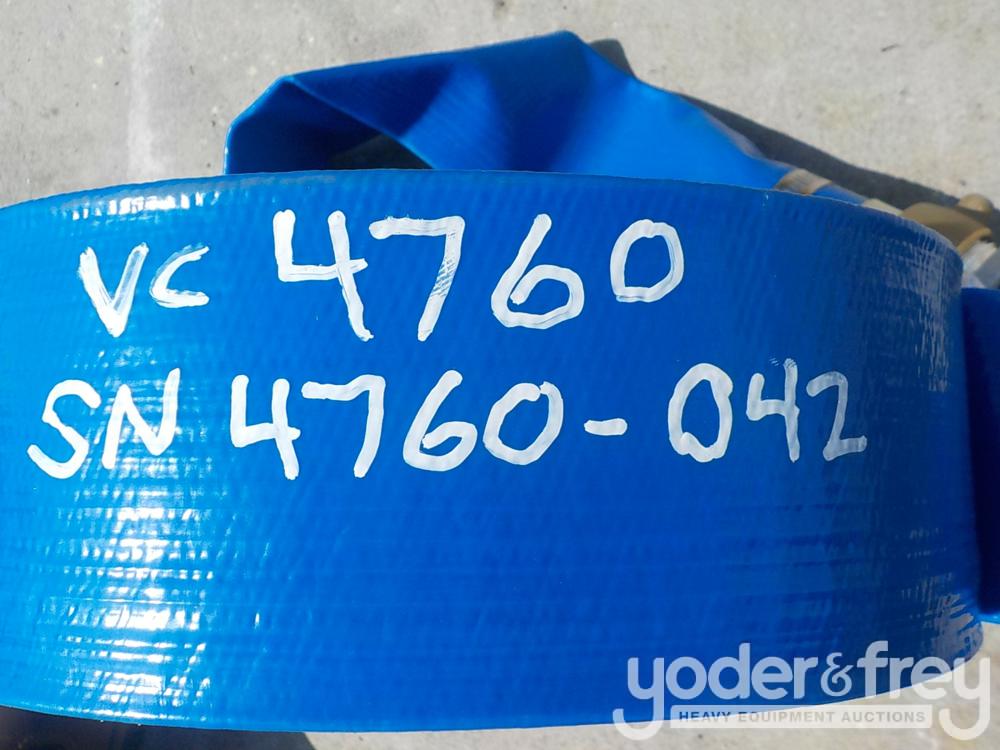 VC 4760
SN 4760-042
yoder&frey
HEAVY EQUIPMENT AUCTIONS